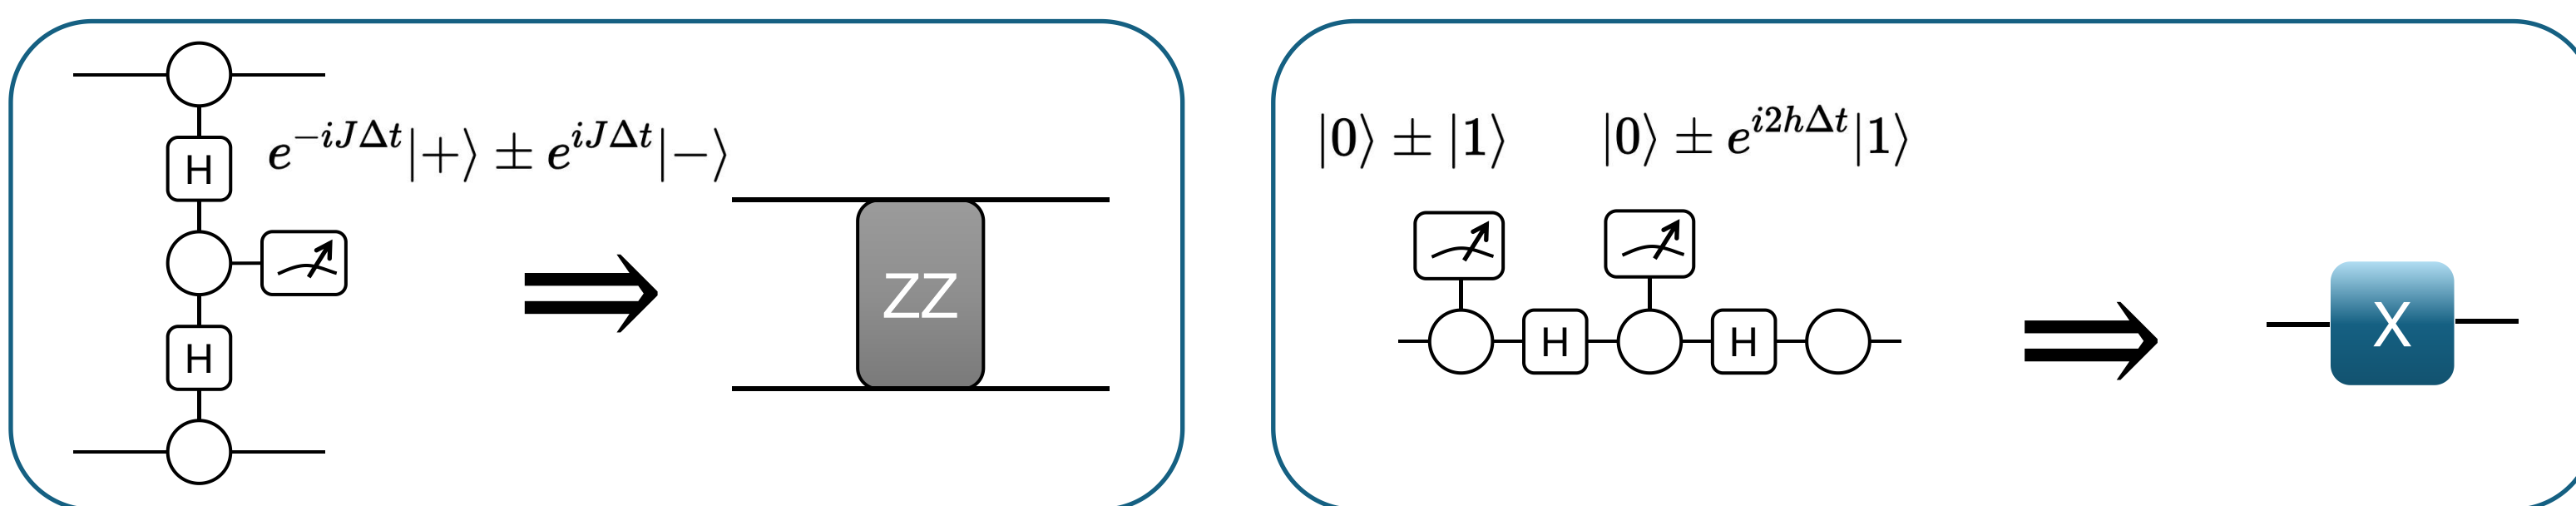 H
e^{-iJΔt}|+⟩ ± e^{iJΔt}|−⟩
ZZ
H
|0⟩ ± |1⟩
|0⟩ ± e^{i2hΔt}|1⟩
H
H
X